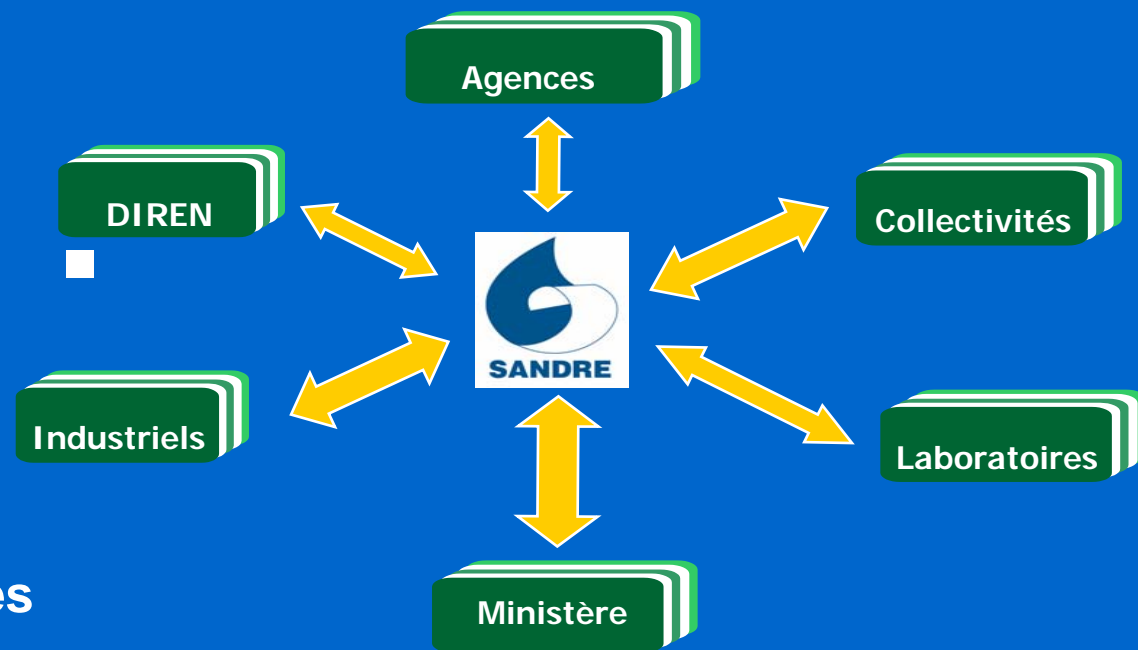 Agences
DIREN
Collectivités
SANDRE
Industriels
Laboratoires
Ministère